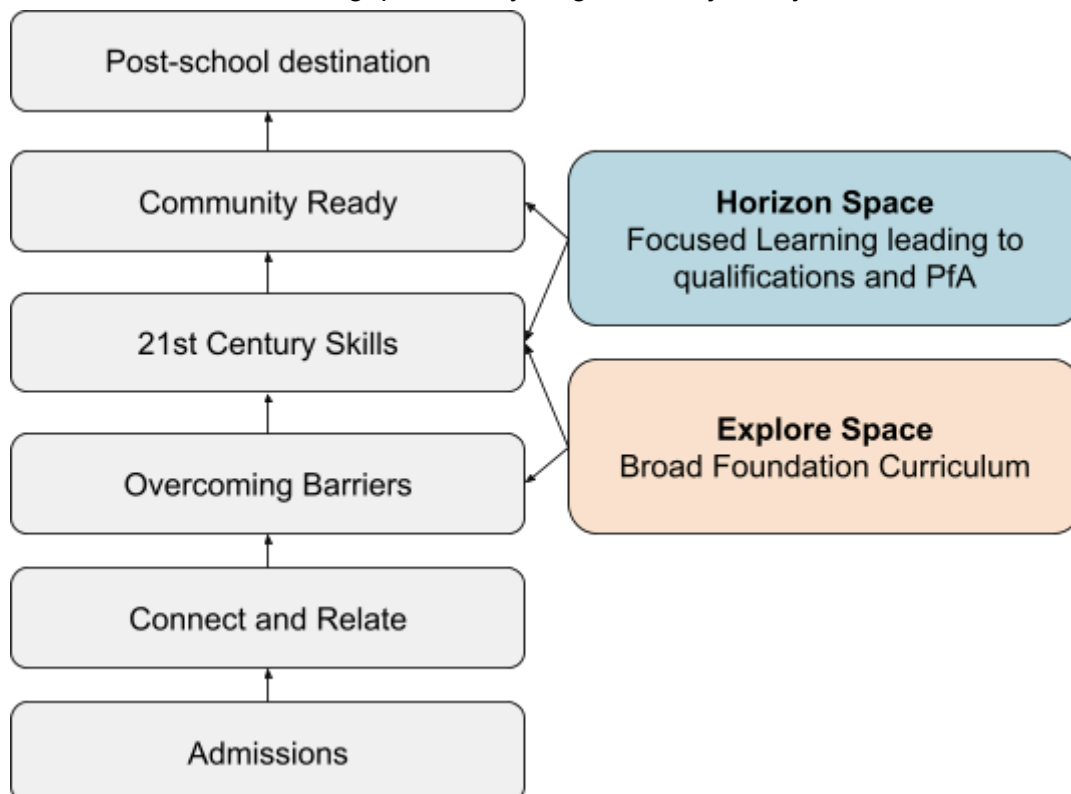 Post-school destination
Community Ready
Horizon Space
Focused Learning leading to
qualifications and PfA
21st Century Skills
Explore Space
Broad Foundation Curriculum
Overcoming Barriers
Connect and Relate
Admissions